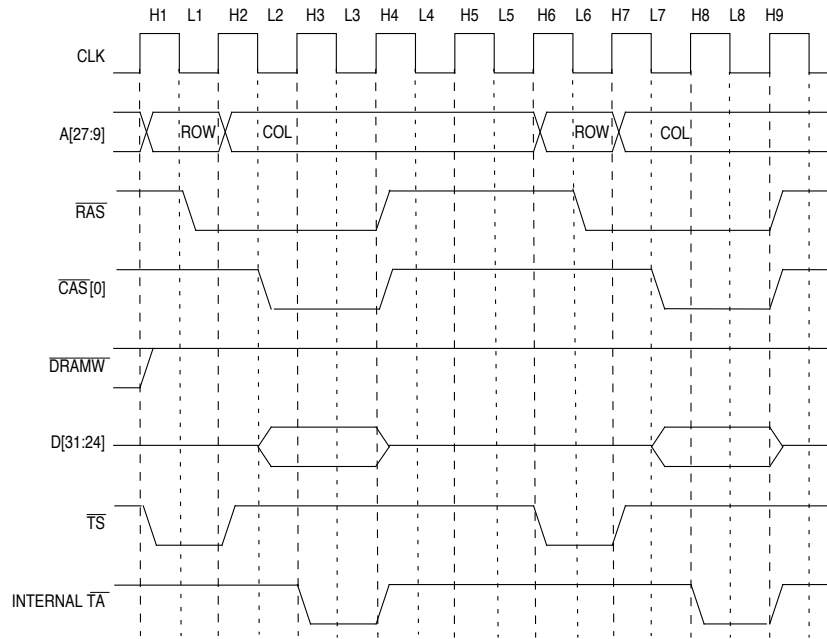 H1 L1 H2 L2 H3 L3 H4 L4 H5 L5 H6 L6 H7 L7 H8 L8 H9
CLK
A[27:9] ROW COL ROW COL
RAS
CAS[0]
DRAMW
D[31:24]
TS
INTERNAL TA